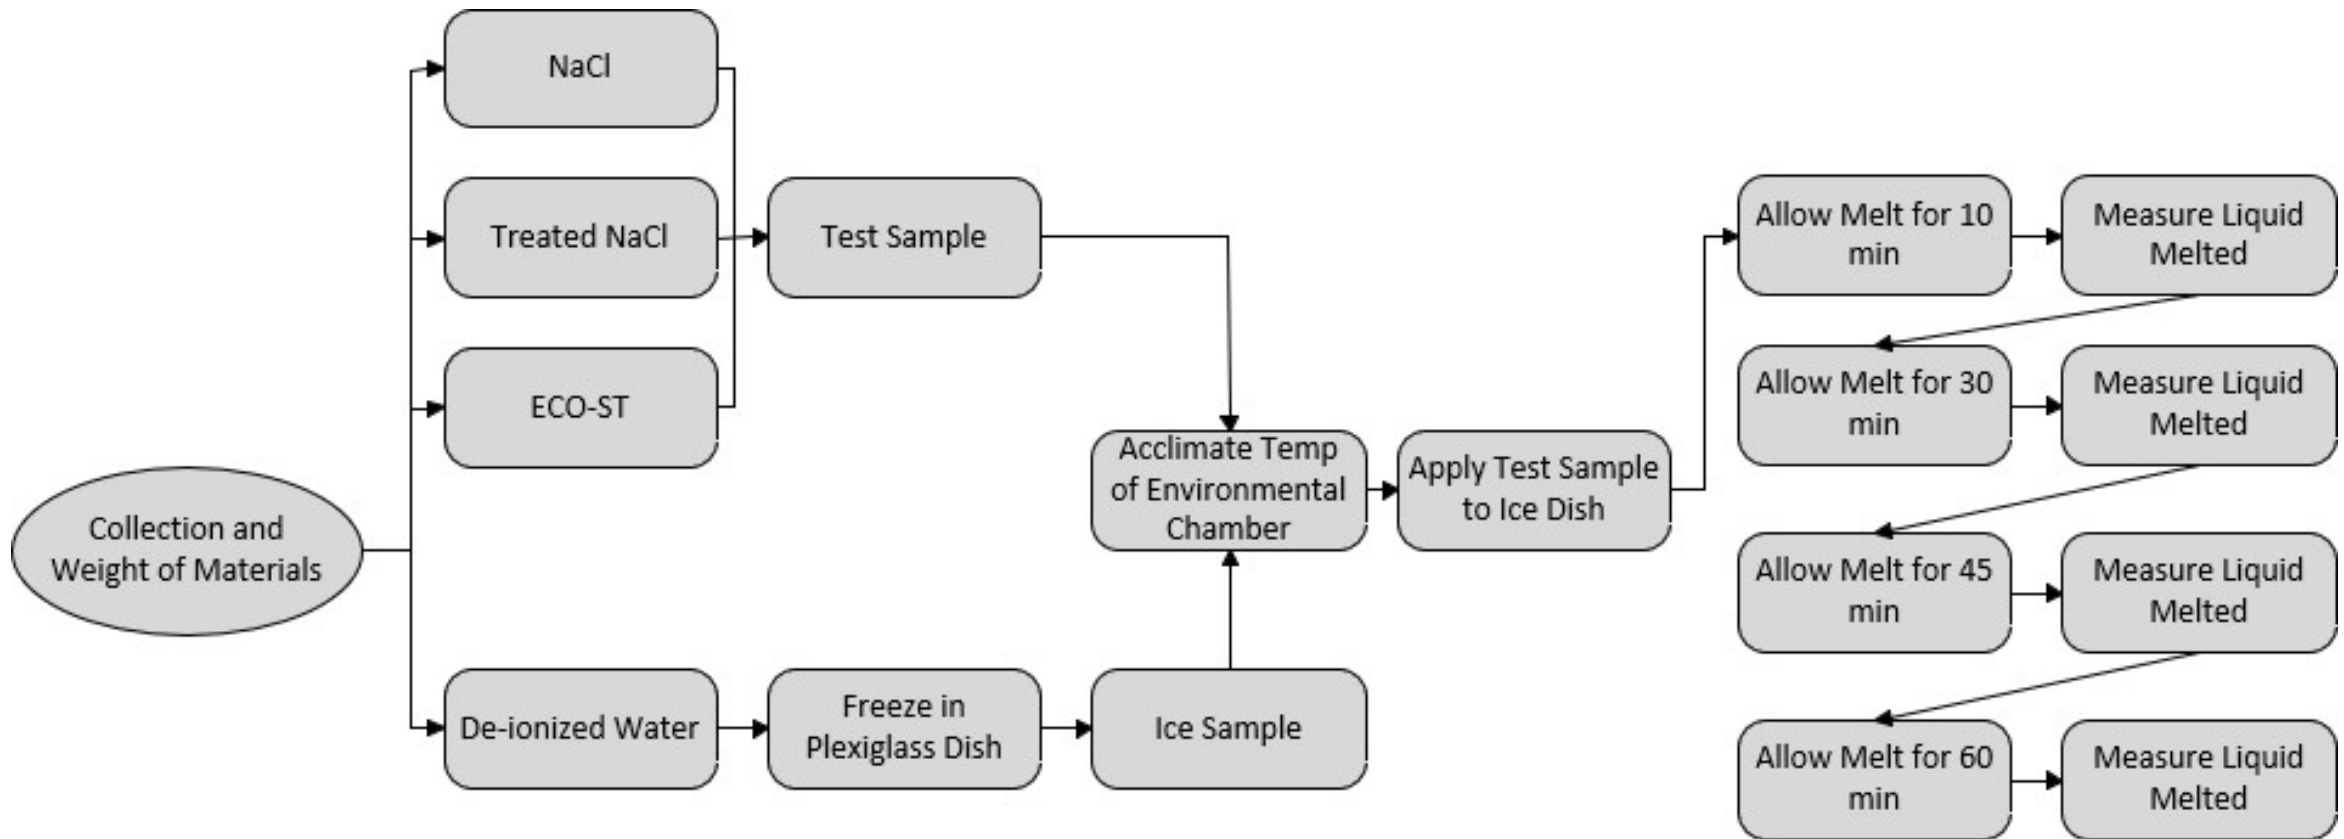 NaCl
Treated NaCl
Test Sample
ECO-ST
Collection and
Weight of Materials
De-ionized Water
Freeze in
Plexiglass Dish
Ice Sample
Acclimate Temp
of Environmental
Chamber
Apply Test Sample
to Ice Dish
Allow Melt for 10
min
Measure Liquid
Melted
Allow Melt for 30
min
Measure Liquid
Melted
Allow Melt for 45
min
Measure Liquid
Melted
Allow Melt for 60
min
Measure Liquid
Melted